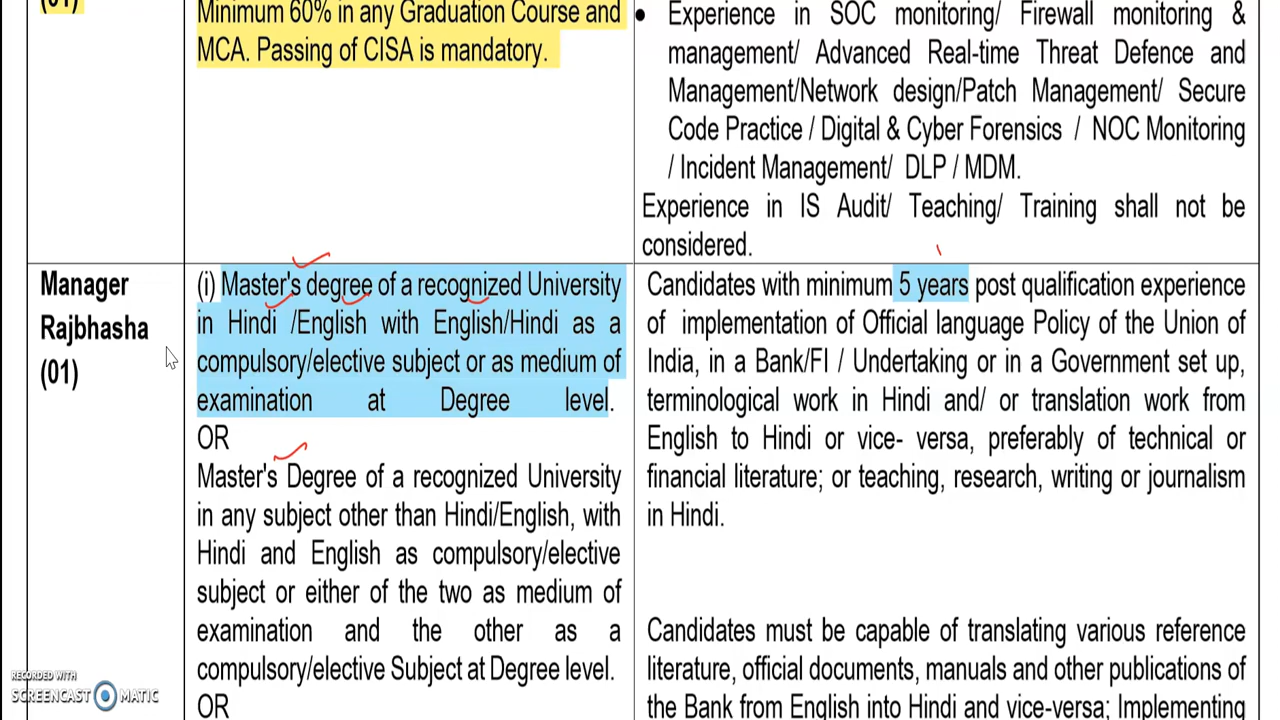 (01)
Minimum 60% in any Graduation Course and
MCA. Passing of CISA is mandatory.
• Experience in SOC monitoring/ Firewall monitoring &
management/ Advanced Real-time Threat Defence and
Management/Network design/Patch Management/ Secure
Code Practice / Digital & Cyber Forensics / NOC Monitoring
/ Incident Management/ DLP / MDM.
Experience in IS Audit/ Teaching/ Training shall not be
considered.
Manager
Rajbhasha
(01)
(i) Master's degree of a recognized University
in Hindi /English with English/Hindi as a
compulsory/elective subject or as medium of
examination at Degree level.
OR
Master's Degree of a recognized University
in any subject other than Hindi/English, with
Hindi and English as compulsory/elective
subject or either of the two as medium of
examination and the other as a
compulsory/elective Subject at Degree level.
OR
Candidates with minimum 5 years post qualification experience
of implementation of Official language Policy of the Union of
India, in a Bank/FI / Undertaking or in a Government set up,
terminological work in Hindi and/ or translation work from
English to Hindi or vice- versa, preferably of technical or
financial literature; or teaching, research, writing or journalism
in Hindi.
Candidates must be capable of translating various reference
literature, official documents, manuals and other publications of
the Bank from English into Hindi and vice-versa; Implementing
RECORDED WITH
SCREENCAST MATIC